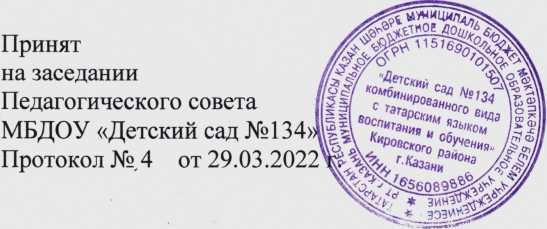 Принят
на заседании
Педагогического совета
МБДОУ «Детский сад №134»
Протокол № 4 от 29.03.2022 г.
ТАТАРСТАН РЕСПУБЛИКАСЫ КАЗАН ШӘҺӘРЕ МУНИЦИПАЛЬ БЮДЖЕТ МӘКТӘПКӘЧӘ БЕЛЕМ УЧРЕЖДЕНИЕСЕ
РТ Г.КАЗАНЬ МУНИЦИПАЛЬНОЕ БЮДЖЕТНОЕ ДОШКОЛЬНОЕ ОБРАЗОВАТЕЛЬНОЕ УЧРЕЖДЕНИЕ
ОГРН 1151690101507
«Детский сад №134
комбинированного вида
с татарским языком
воспитания и обучения»
Кировского района
г.Казани
ИНН 1656089886